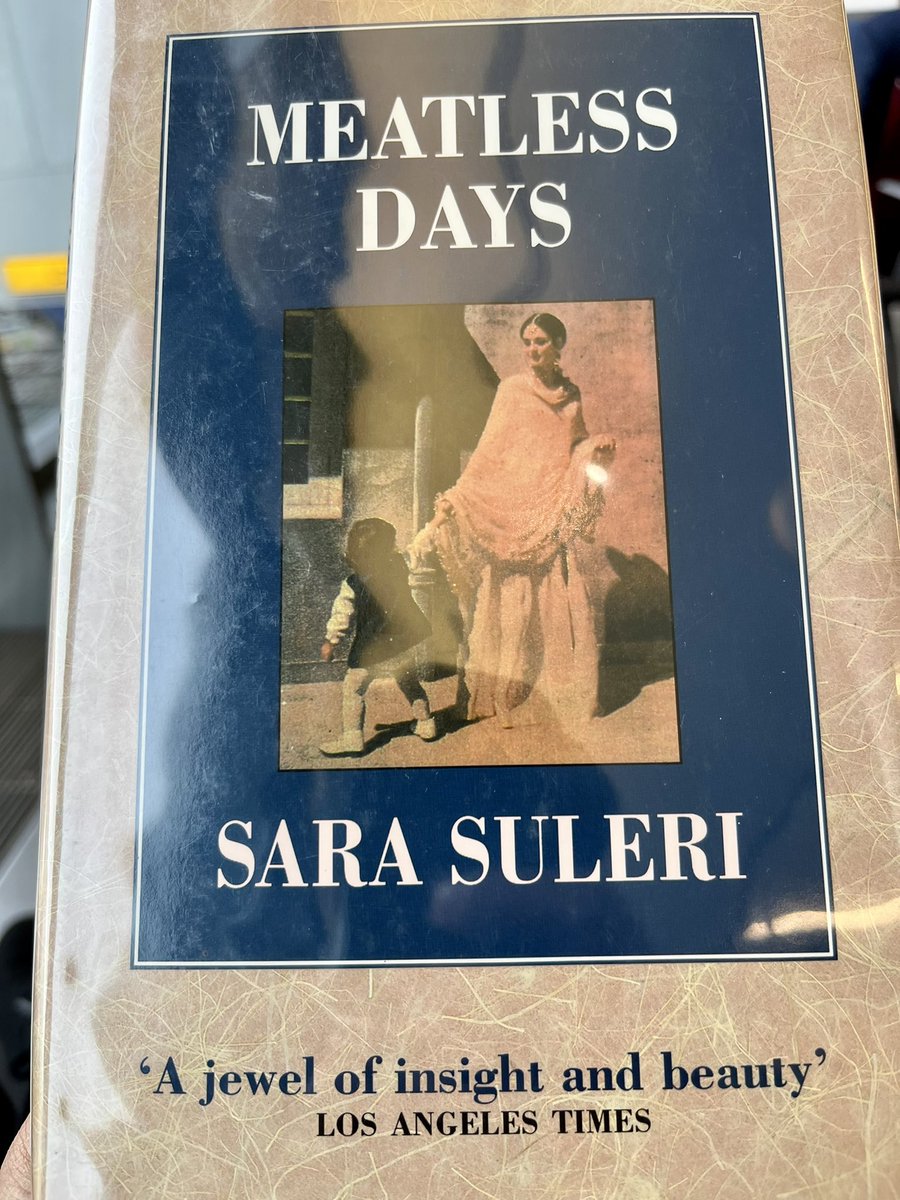 MEATLESS
DAYS
SARA SULERI
‘A jewel of insight and beauty’
LOS ANGELES TIMES